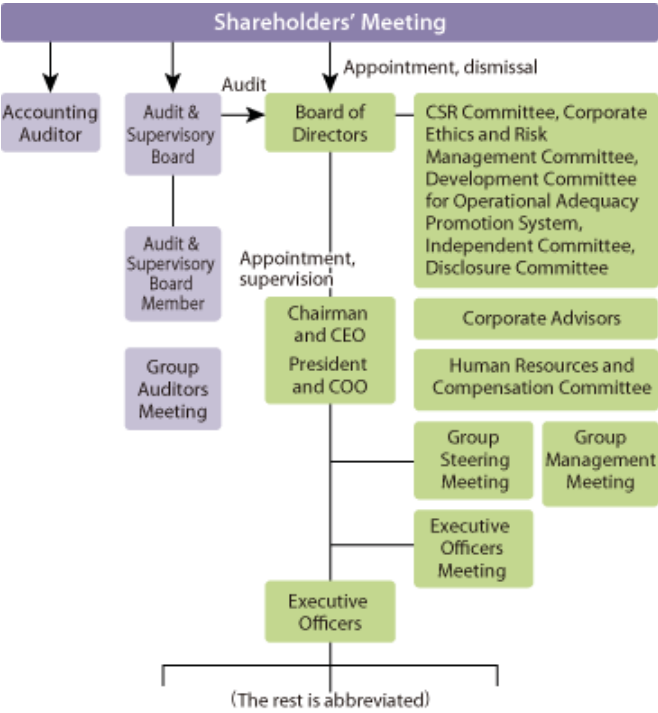 Shareholders' Meeting
Appointment, dismissal
Audit
Accounting
Auditor
Audit &
Supervisory
Board
Board of
Directors
CSR Committee, Corporate
Ethics and Risk
Management Committee,
Development Committee
for Operational Adequacy
Promotion System,
Independent Committee,
Disclosure Committee
Audit &
Supervisory
Board
Member
Appointment,
supervision
Chairman
and CEO
President
and COO
Corporate Advisors
Group
Auditors
Meeting
Human Resources and
Compensation Committee
Group
Steering
Meeting
Group
Management
Meeting
Executive
Officers
Meeting
Executive
Officers
(The rest is abbreviated)